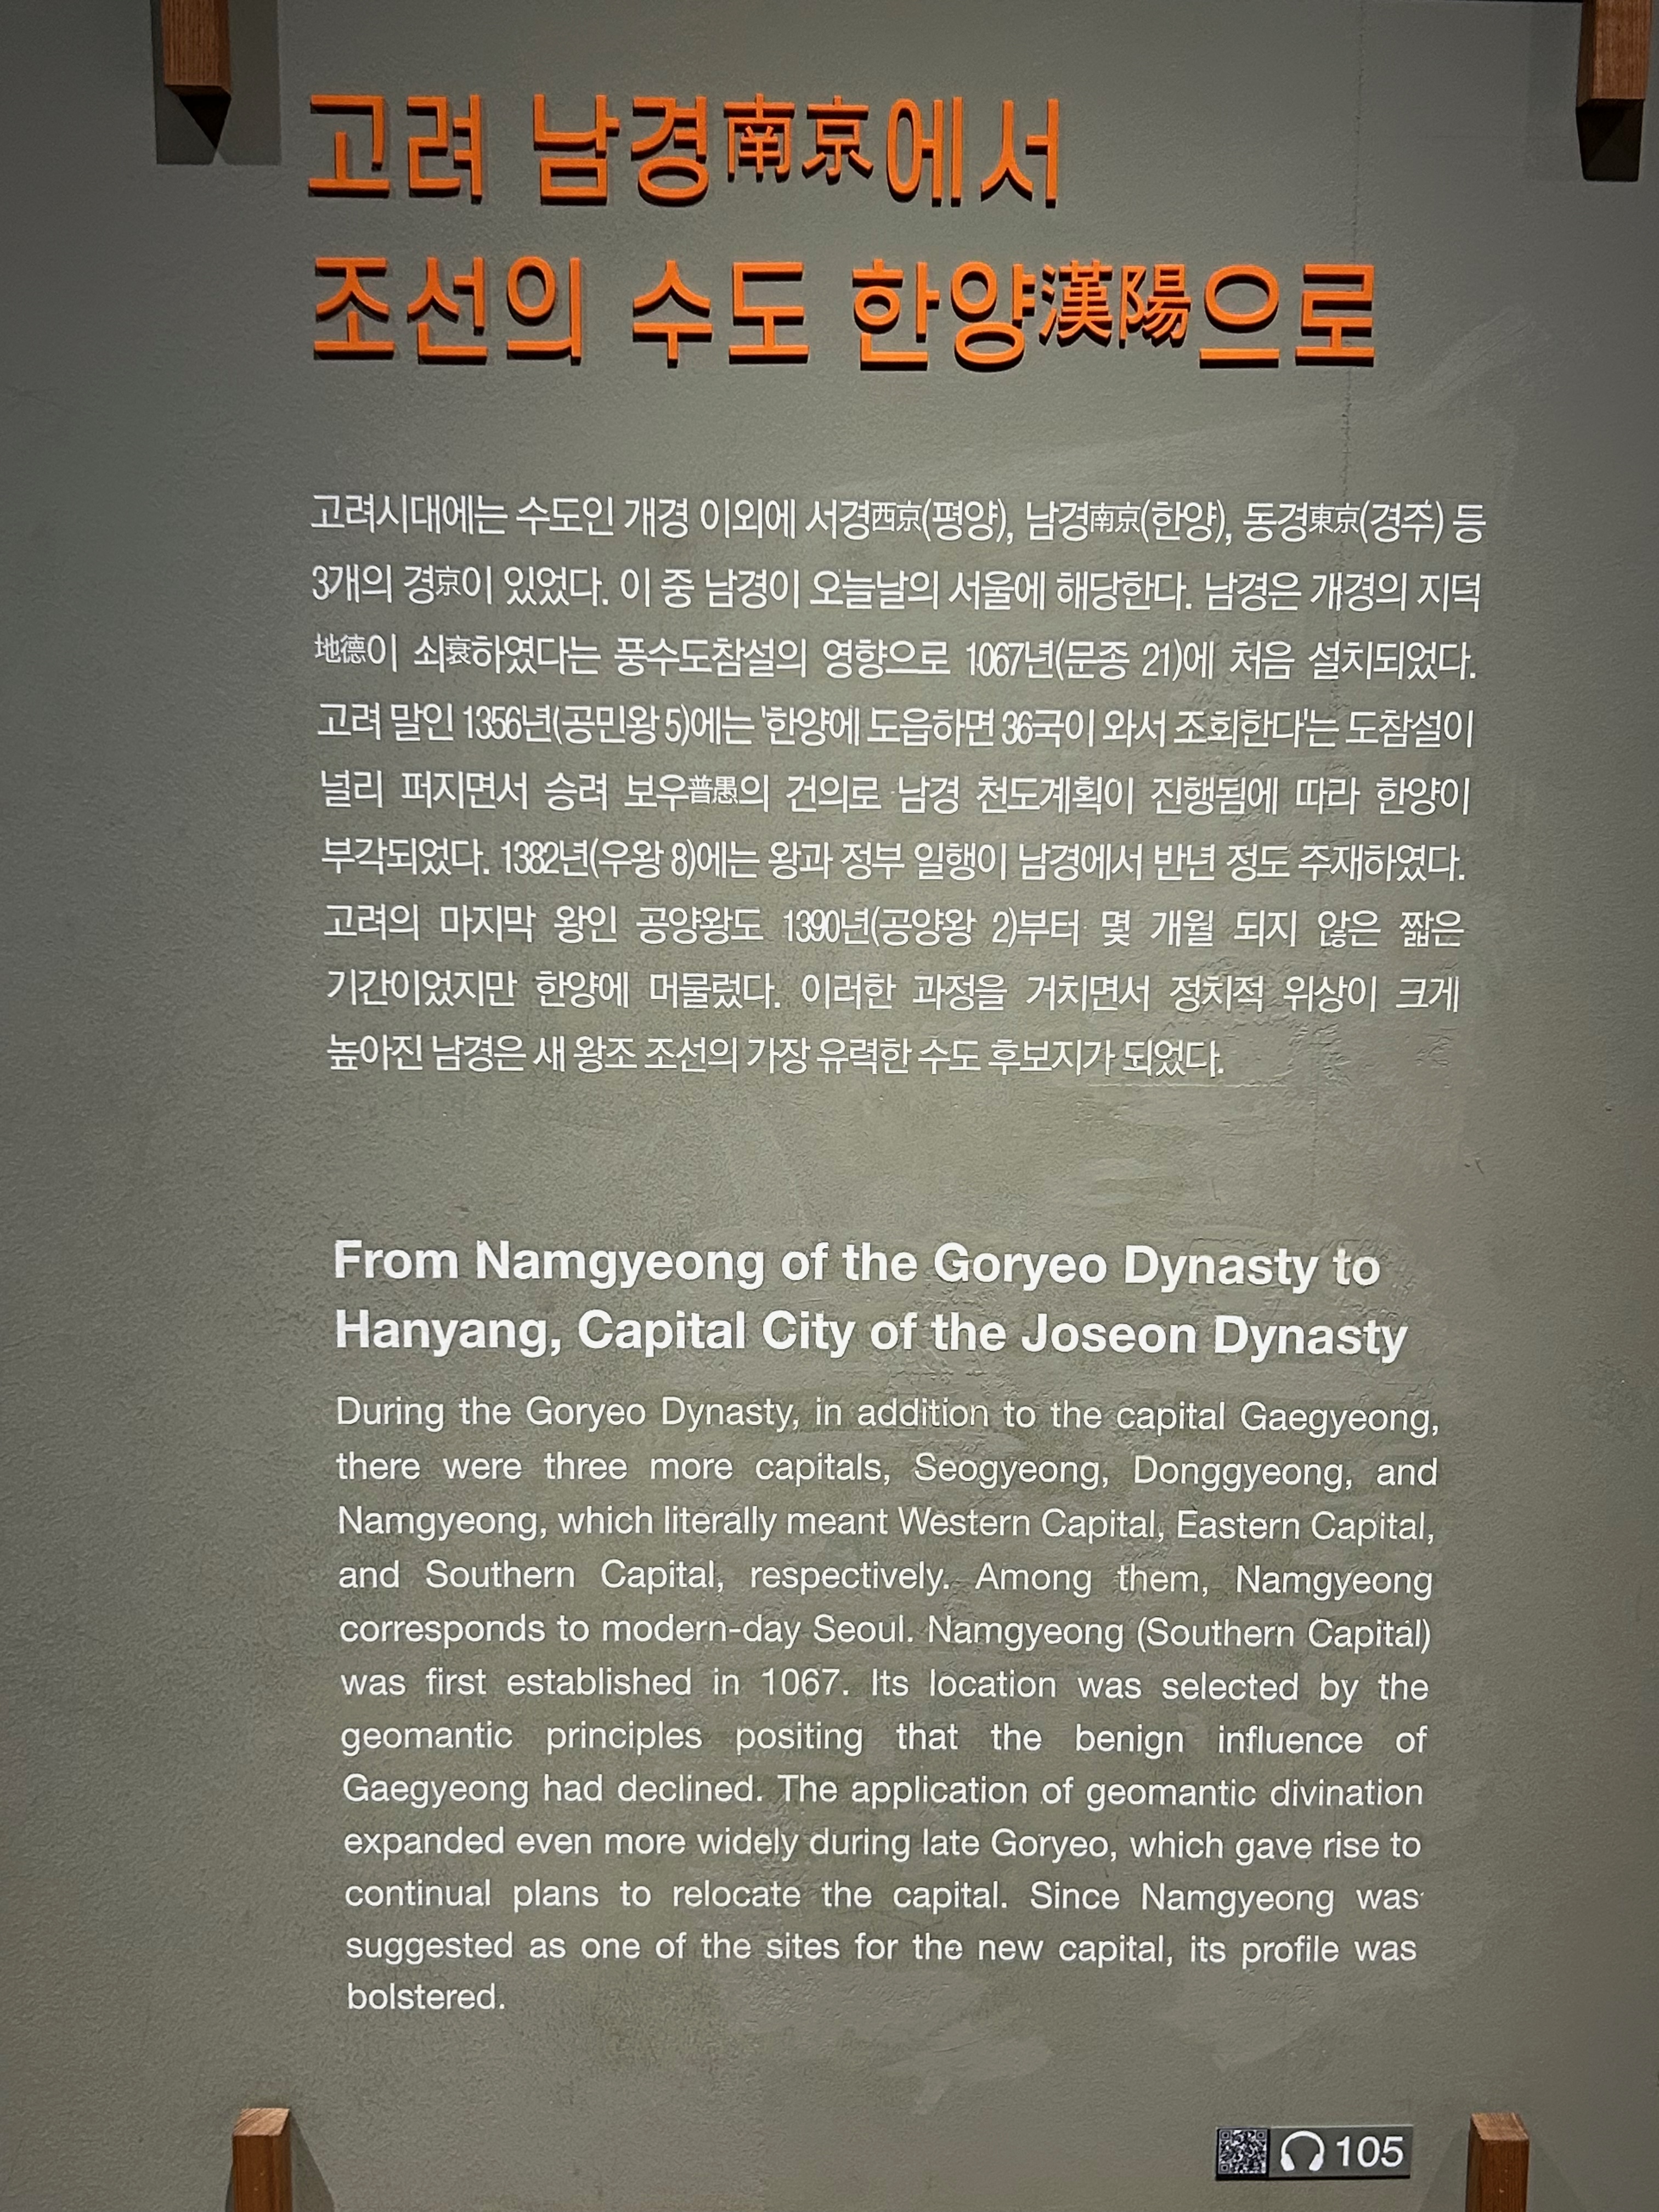 고려 남경南京에서
조선의 수도 한양漢陽으로
고려시대에는 수도인 개경 이외에 서경西京(평양), 남경南京(한양), 동경東京(경주) 등
3개의 경京이 있었다. 이 중 남경이 오늘날의 서울에 해당한다. 남경은 개경의 지덕
地德이 쇠衰하였다는 풍수도참설의 영향으로 1067년(문종 21)에 처음 설치되었다.
고려 말인 1356년(공민왕 5)에는 '한양에 도읍하면 36국이 와서 조회한다'는 도참설이
널리 퍼지면서 승려 보우普愚의 건의로 남경 천도계획이 진행됨에 따라 한양이
부각되었다. 1382년(우왕 8)에는 왕과 정부 일행이 남경에서 반년 정도 주재하였다.
고려의 마지막 왕인 공양왕도 1390년(공양왕 2)부터 몇 개월 되지 않은 짧은
기간이었지만 한양에 머물렀다. 이러한 과정을 거치면서 정치적 위상이 크게
높아진 남경은 새 왕조 조선의 가장 유력한 수도 후보지가 되었다.
From Namgyeong of the Goryeo Dynasty to
Hanyang, Capital City of the Joseon Dynasty
During the Goryeo Dynasty, in addition to the capital Gaegyeong,
there were three more capitals, Seogyeong, Donggyeong, and
Namgyeong, which literally meant Western Capital, Eastern Capital,
and Southern Capital, respectively. Among them, Namgyeong
corresponds to modern-day Seoul. Namgyeong (Southern Capital)
was first established in 1067. Its location was selected by the
geomantic principles positing that the benign influence of
Gaegyeong had declined. The application of geomantic divination
expanded even more widely during late Goryeo, which gave rise to
continual plans to relocate the capital. Since Namgyeong was
suggested as one of the sites for the new capital, its profile was
bolstered.
105